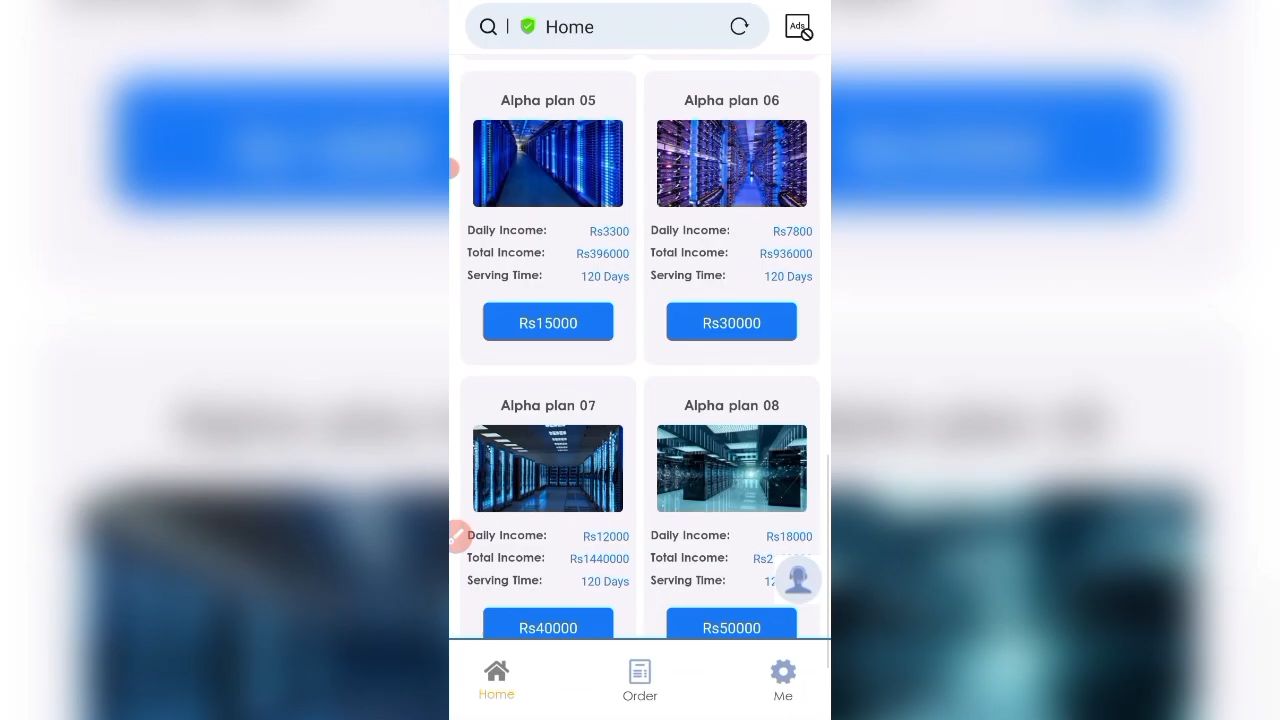 Home
Ads
Alpha plan 05
Alpha plan 06
Daily Income: Rs3300
Total Income: Rs396000
Serving Time: 120 Days
Rs15000
Daily Income: Rs7800
Total Income: Rs936000
Serving Time: 120 Days
Rs30000
Alpha plan 07
Alpha plan 08
Daily Income: Rs12000
Total Income: Rs1440000
Serving Time: 120 Days
Rs40000
Daily Income: Rs18000
Total Income:
Serving Time:
Rs50000
Home
Order
Me